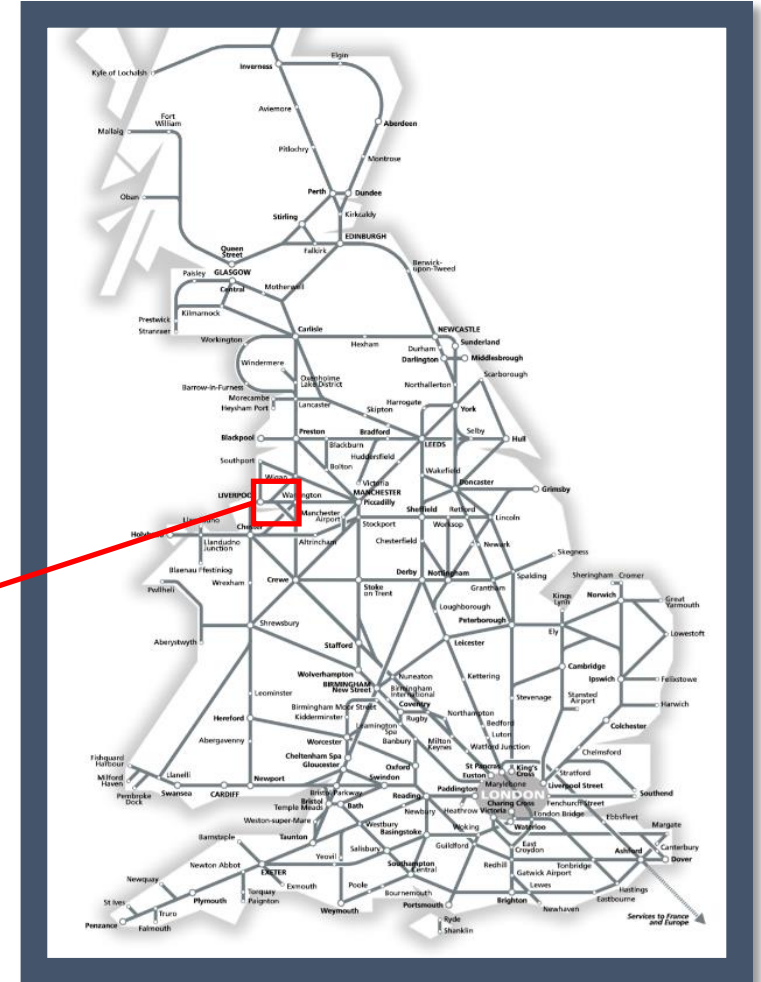 Elgin
Kyle of Lochalsh
Inverness
Aviemore
Fort
William
Mallaig
Aberdeen
Pitlochry
Montrose
Perth
Dundee
Oban
Stirling
Kirkcaldy
EDINBURGH
Queen
Street
Falkirk
Berwick-
upon-Tweed
Paisley
GLASGOW
Central
Motherwell
Kilmarnock
Prestwick
Stranraer
Carlisle
NEWCASTLE
Workington
Hexham
Durham
Sunderland
Darlington
Middlesbrough
Windermere
Oxenholme
Lake District
Scarborough
Barrow-in-Furness
Northallerton
Morecambe
Heysham Port
Lancaster
Harrogate
Skipton
York
Blackpool
Preston
Bradford
Selby
Blackburn
LEEDS
Hull
Southport
Huddersfield
Bolton
Wakefield
Wigan
Victoria
Doncaster
Grimsby
LIVERPOOL
Warrington
MANCHESTER
Piccadilly
Manchester
Airport
Stockport
Sheffield
Retford
Worksop
Lincoln
Llandudno
Chester
Holyhead
Llandudno
Junction
Altrincham
Chesterfield
Newark
Skegness
Blaenau Ffestiniog
Pwllheli
Wrexham
Crewe
Stoke
on Trent
Derby
Nottingham
Grantham
Spalding
Sheringham
Cromer
Kings
Lynn
Norwich
Great
Yarmouth
Loughborough
Peterborough
Aberystwyth
Shrewsbury
Stafford
Leicester
Ely
Lowestoft
Wolverhampton
BIRMINGHAM
New Street
Nuneaton
Birmingham
International
Kettering
Cambridge
Ipswich
Felixstowe
Leominster
Birmingham Moor Street
Kidderminster
Coventry
Rugby
Northampton
Stevenage
Stansted
Airport
Harwich
Hereford
Leamington
Spa
Bedford
Colchester
Worcester
Banbury
Milton
Keynes
Luton
Abergavenny
Watford Junction
Chelmsford
Cheltenham Spa
Gloucester
Oxford
St Pancras
Euston
King's
Cross
Stratford
Fishguard
Harbour
Milford
Haven
Llanelli
Newport
Swindon
Marylebone
Liverpool Street
Pembroke
Dock
Swansea
CARDIFF
Bristol Parkway
Bristol
Temple Meads
Bath
Reading
Paddington
LONDON
Charing Cross
Fenchurch Street
Southend
Newbury
Heathrow
Victoria
London Bridge
Ebbsfleet
Weston-super-Mare
Westbury
Basingstoke
Woking
Waterloo
Margate
Barnstaple
Taunton
Salisbury
Guildford
East
Croydon
Ashford
Canterbury
Dover
Newton Abbot
Yeovil
Southampton
Central
Redhill
Gatwick Airport
Tonbridge
EXETER
Newquay
Exmouth
Poole
Bournemouth
Lewes
Hastings
Eastbourne
St Ives
Plymouth
Torquay
Paignton
Weymouth
Portsmouth
Brighton
Newhaven
Truro
Penzance
Falmouth
Ryde
Shanklin
Services to France
and Europe